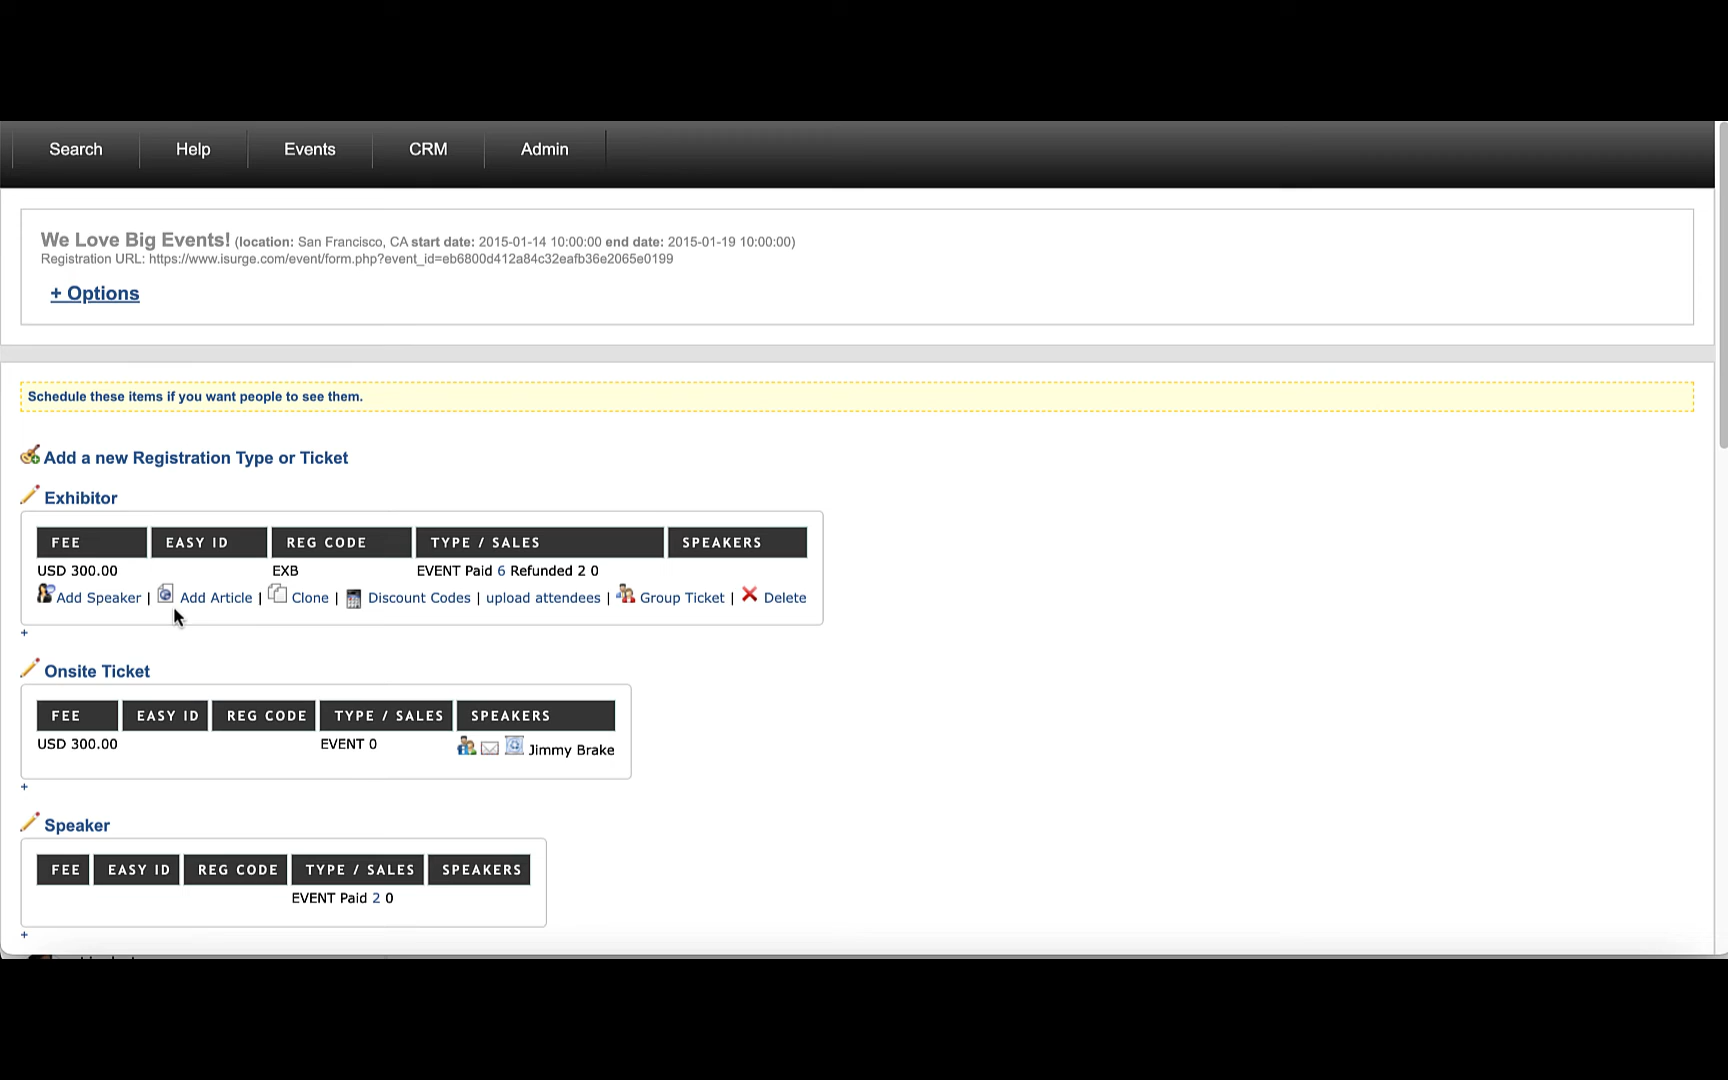 Search Help Events CRM Admin
We Love Big Events! (location: San Francisco, CA start date: 2015-01-14 10:00:00 end date: 2015-01-19 10:00:00)
Registration URL: https://www.isurge.com/event/form.php?event_id=eb6800d412a84c32eafb36e2065e0199
+ Options
Schedule these items if you want people to see them.
Add a new Registration Type or Ticket
Exhibitor
FEE EASY ID REG CODE TYPE / SALES SPEAKERS
USD 300.00 EXB EVENT Paid 6 Refunded 2 0
Add Speaker | Add Article | Clone | Discount Codes | upload attendees | Group Ticket | Delete
+
Onsite Ticket
FEE EASY ID REG CODE TYPE / SALES SPEAKERS
USD 300.00 EVENT 0 Jimmy Brake
+
Speaker
FEE EASY ID REG CODE TYPE / SALES SPEAKERS
EVENT Paid 2 0
+